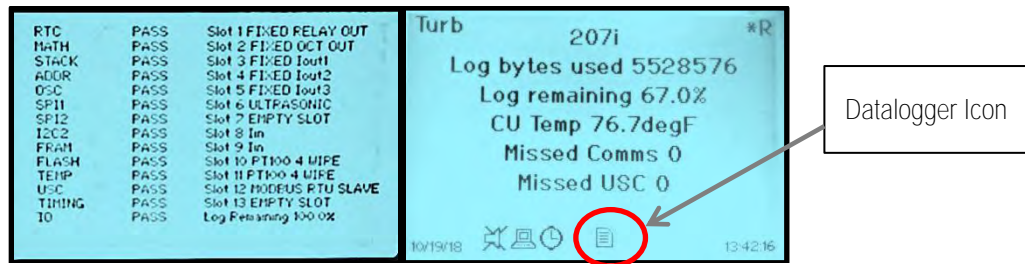 RTC PASS Slot 1 FIXED RELAY OUT
MATH PASS Slot 2 FIXED OCT OUT
STACK PASS Slot 3 FIXED Iout1
ADDR PASS Slot 4 FIXED Iout2
OSC PASS Slot 5 FIXED Iout3
SPI1 PASS Slot 6 ULTRASONIC
SPI2 PASS Slot 7 EMPTY SLOT
I2C2 PASS Slot 8 Iin
FRAM PASS Slot 9 Iin
FLASH PASS Slot 10 PT100 4 WIRE
TEMP PASS Slot 11 PT100 4 WIRE
USC PASS Slot 12 MODBUS RTU SLAVE
TIMING PASS Slot 13 EMPTY SLOT
IO PASS Log Remaining 100.0%
Turb 207i *R
Log bytes used 5528576
Log remaining 67.0%
CU Temp 76.7degF
Missed Comms 0
Missed USC 0
10/19/18 13:42:16
Datalogger Icon